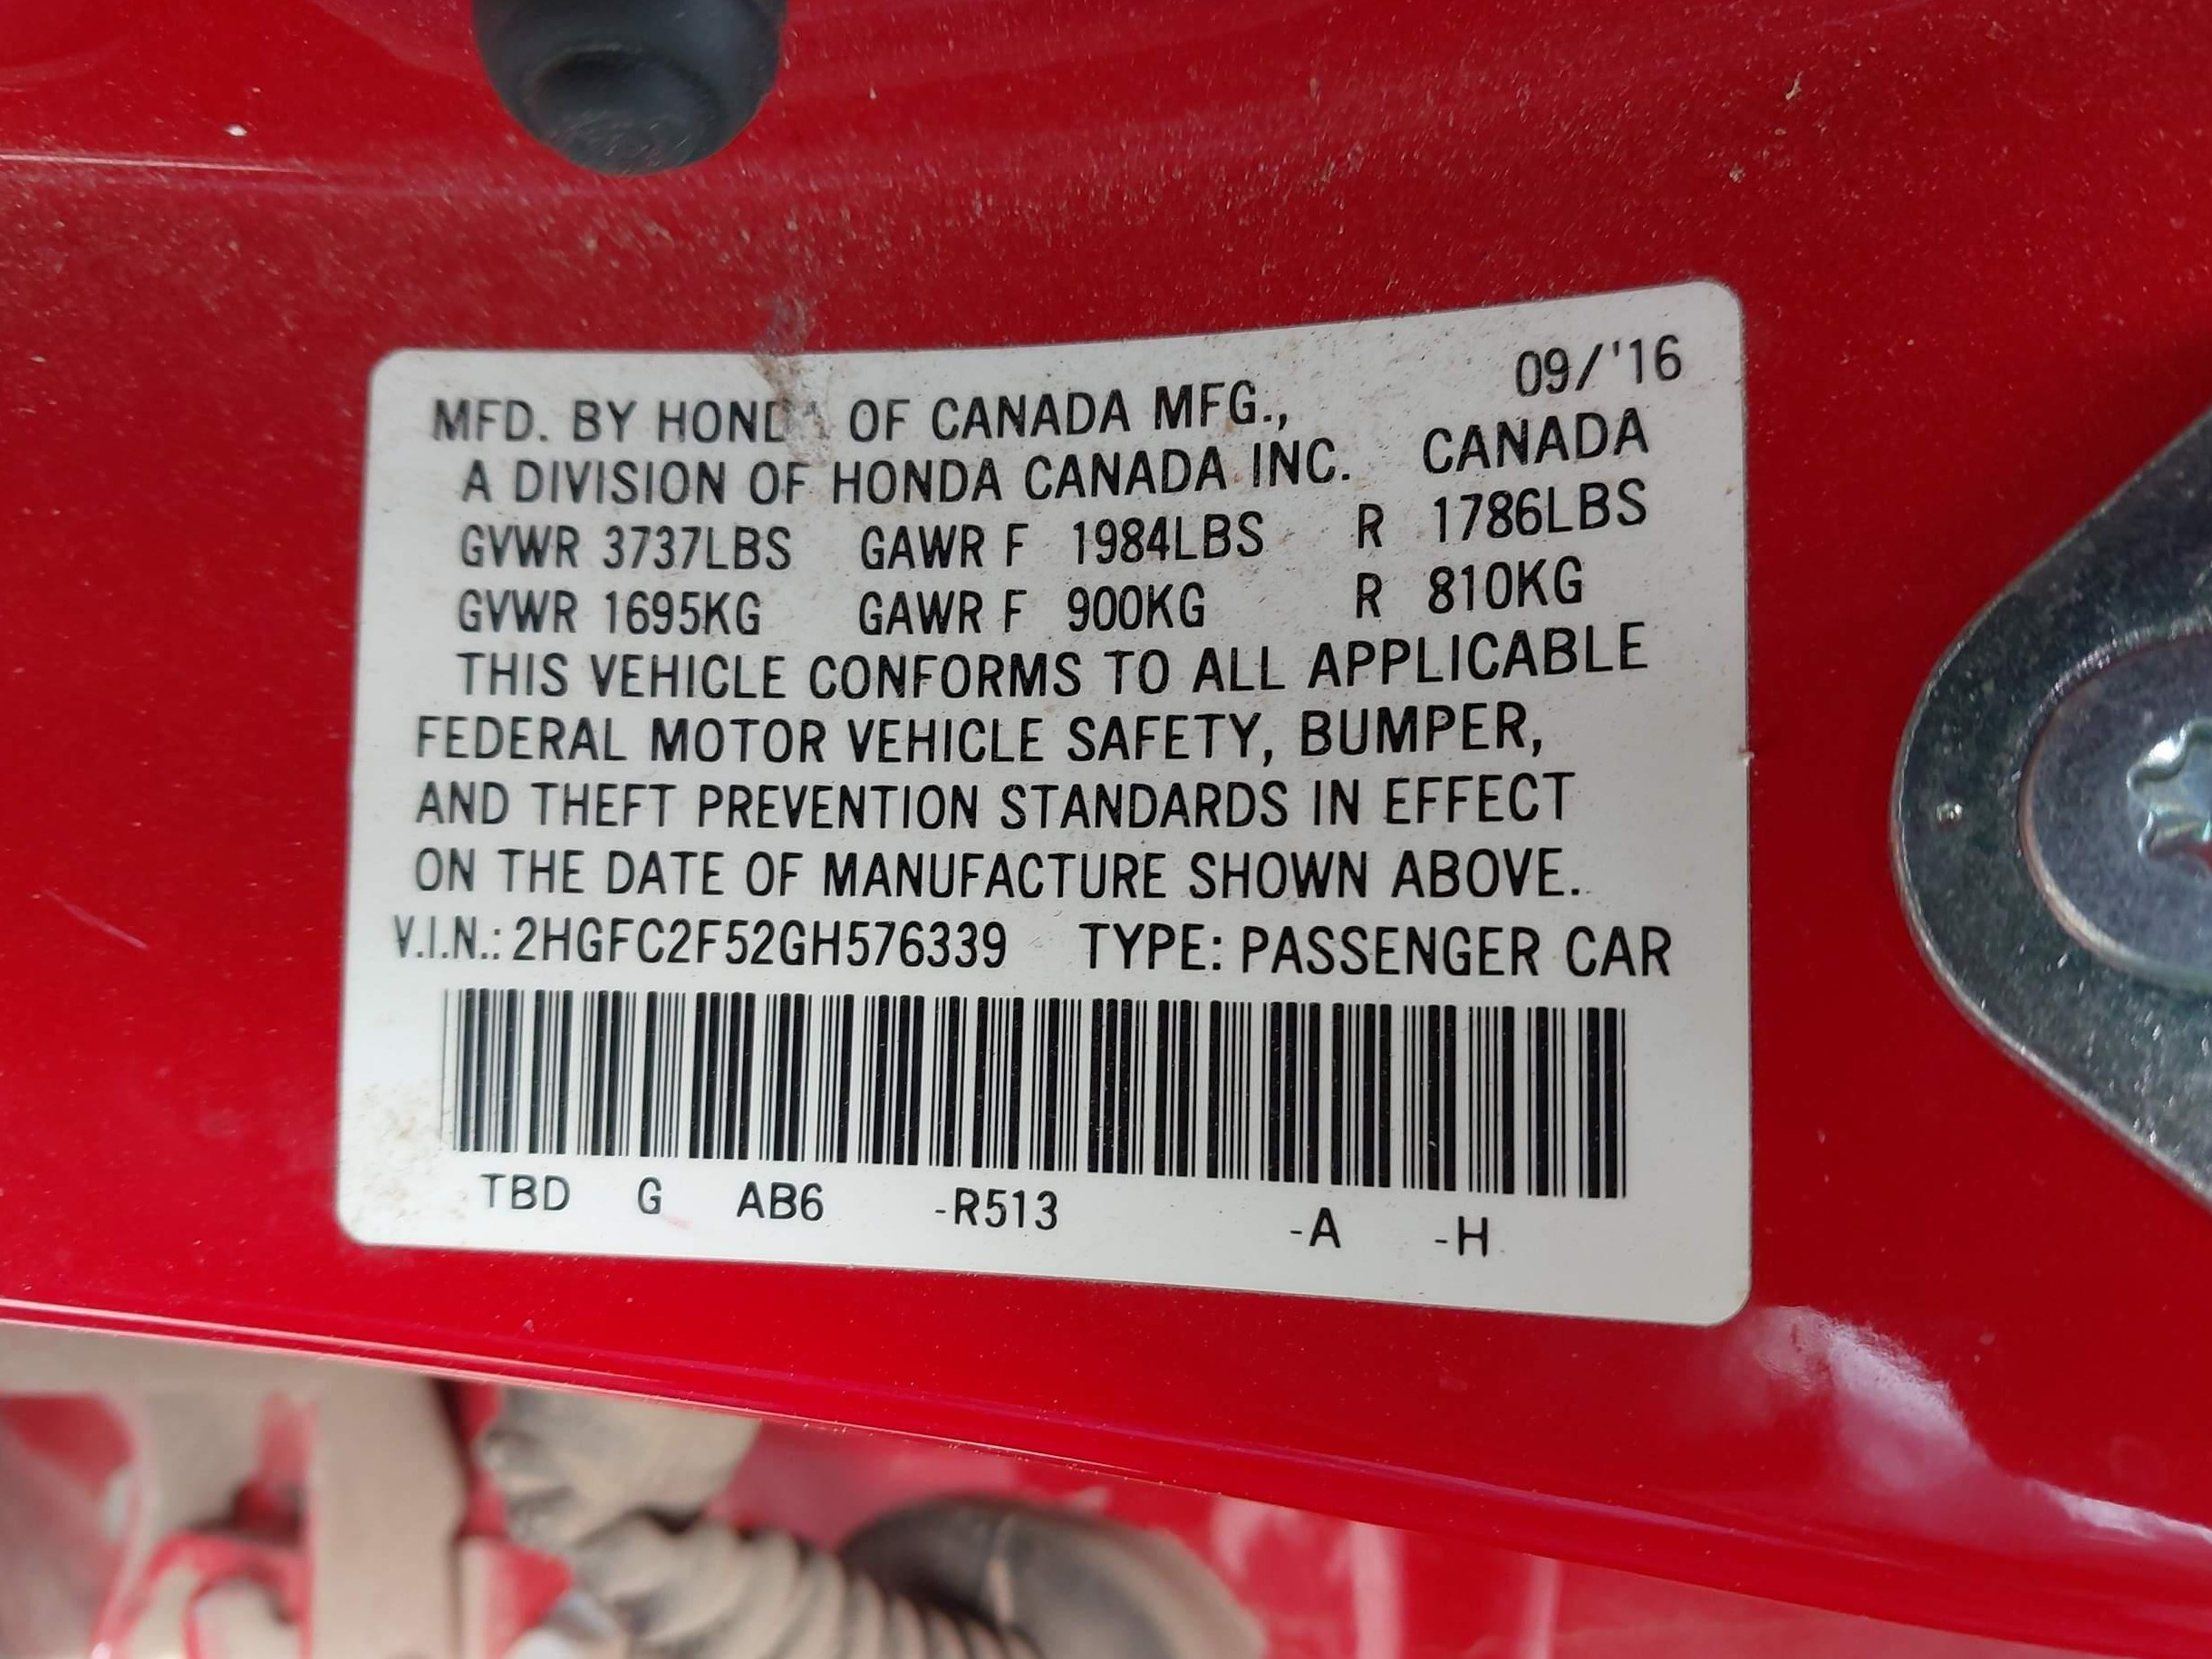 09/'16
MFD. BY HONDA OF CANADA MFG.,
A DIVISION OF HONDA CANADA INC. CANADA
GVWR 3737LBS GAWR F 1984LBS R 1786LBS
GVWR 1695KG GAWR F 900KG R 810KG
THIS VEHICLE CONFORMS TO ALL APPLICABLE
FEDERAL MOTOR VEHICLE SAFETY, BUMPER,
AND THEFT PREVENTION STANDARDS IN EFFECT
ON THE DATE OF MANUFACTURE SHOWN ABOVE.
V.I.N.: 2HGFC2F52GH576339 TYPE: PASSENGER CAR
TBD G AB6 -R513 -A -H